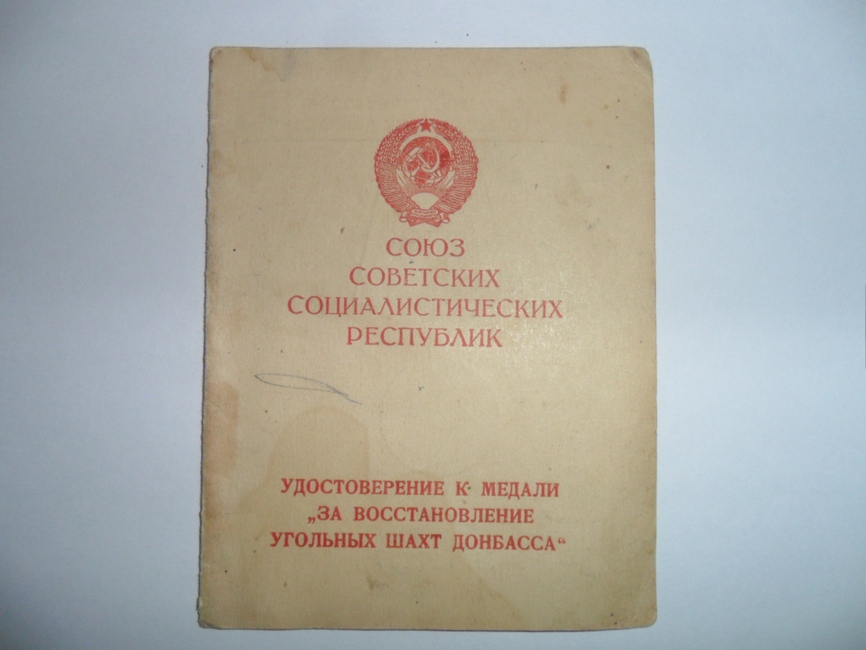 СОЮЗ
СОВЕТСКИХ
СОЦИАЛИСТИЧЕСКИХ
РЕСПУБЛИК
УДОСТОВЕРЕНИЕ К МЕДАЛИ
„ЗА ВОССТАНОВЛЕНИЕ
УГОЛЬНЫХ ШАХТ ДОНБАССА“